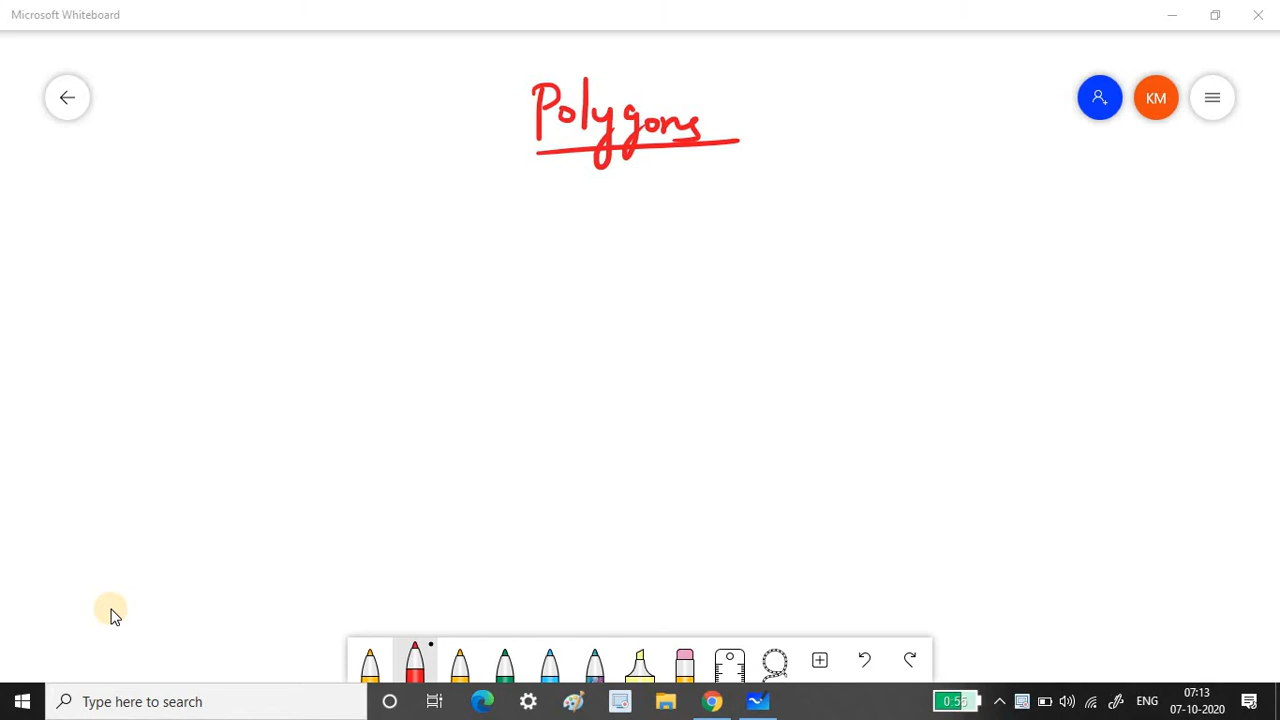 Microsoft Whiteboard
Polygons
KM
Type here to search
ENG
07:13
07-10-2020